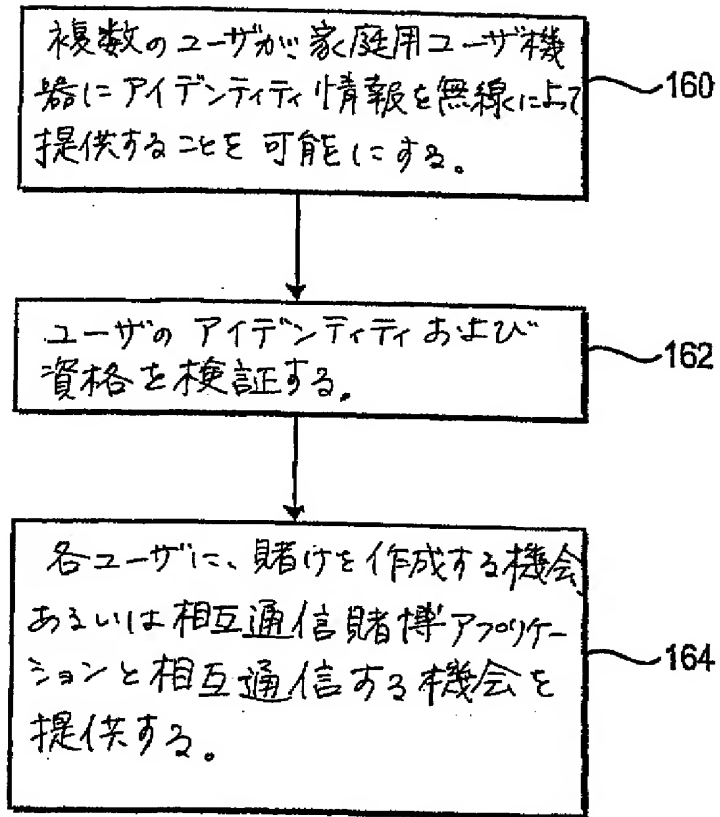 複数のユーザが家庭用ユーザ機
器にアイデンティティ情報を無線によって
提供することを可能にする。
160
ユーザのアイデンティティおよび
資格を検証する。
162
各ユーザに、賭けを作成する機会、
あるいは相互通信賭博アプリケー
ションと相互通信する機会を
提供する。
164